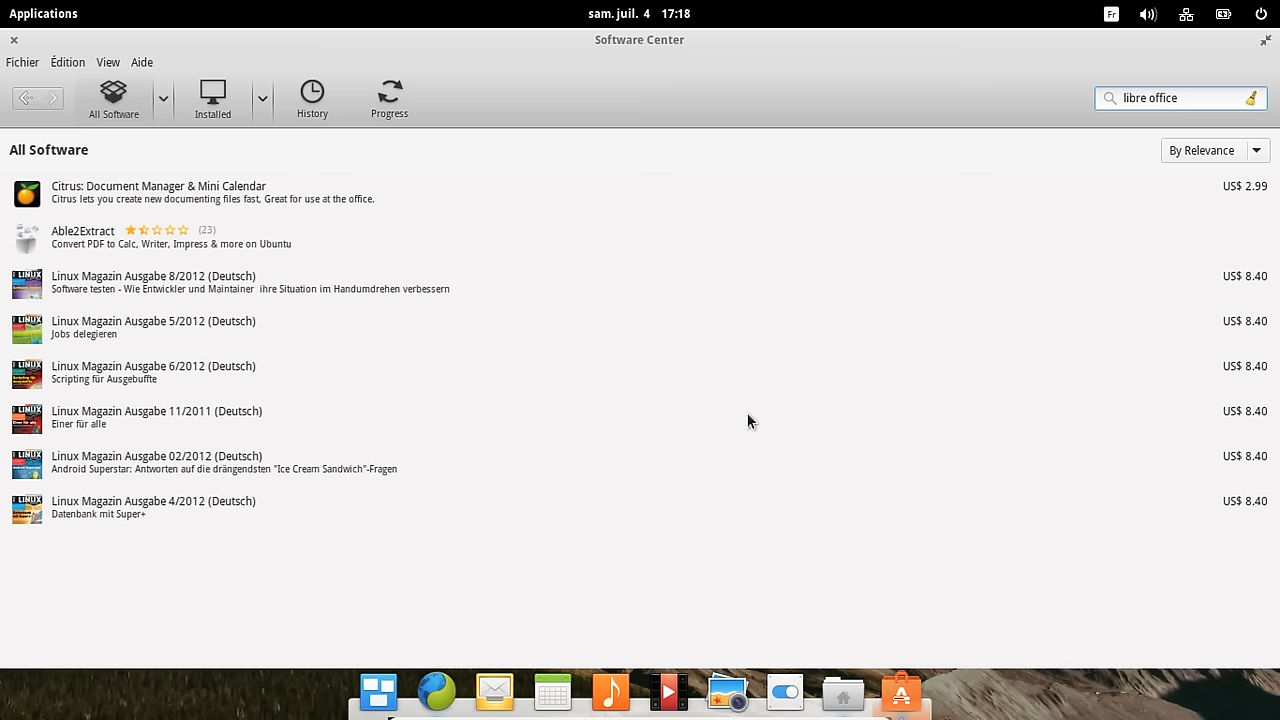 Applications
sam. juil. 4 17:18
Fr
Software Center
Fichier Édition View Aide
All Software
Installed
History
Progress
libre office
All Software
By Relevance
Citrus: Document Manager & Mini Calendar
US$ 2.99
Citrus lets you create new documenting files fast, Great for use at the office.
Able2Extract (23)
Convert PDF to Calc, Writer, Impress & more on Ubuntu
Linux Magazin Ausgabe 8/2012 (Deutsch)
US$ 8.40
Software testen - Wie Entwickler und Maintainer ihre Situation im Handumdrehen verbessern
Linux Magazin Ausgabe 5/2012 (Deutsch)
US$ 8.40
Jobs delegieren
Linux Magazin Ausgabe 6/2012 (Deutsch)
US$ 8.40
Scripting für Ausgebuffte
Linux Magazin Ausgabe 11/2011 (Deutsch)
US$ 8.40
Einer für alle
Linux Magazin Ausgabe 02/2012 (Deutsch)
US$ 8.40
Android Superstar: Antworten auf die drängendsten "Ice Cream Sandwich"-Fragen
Linux Magazin Ausgabe 4/2012 (Deutsch)
US$ 8.40
Datenbank mit Super+